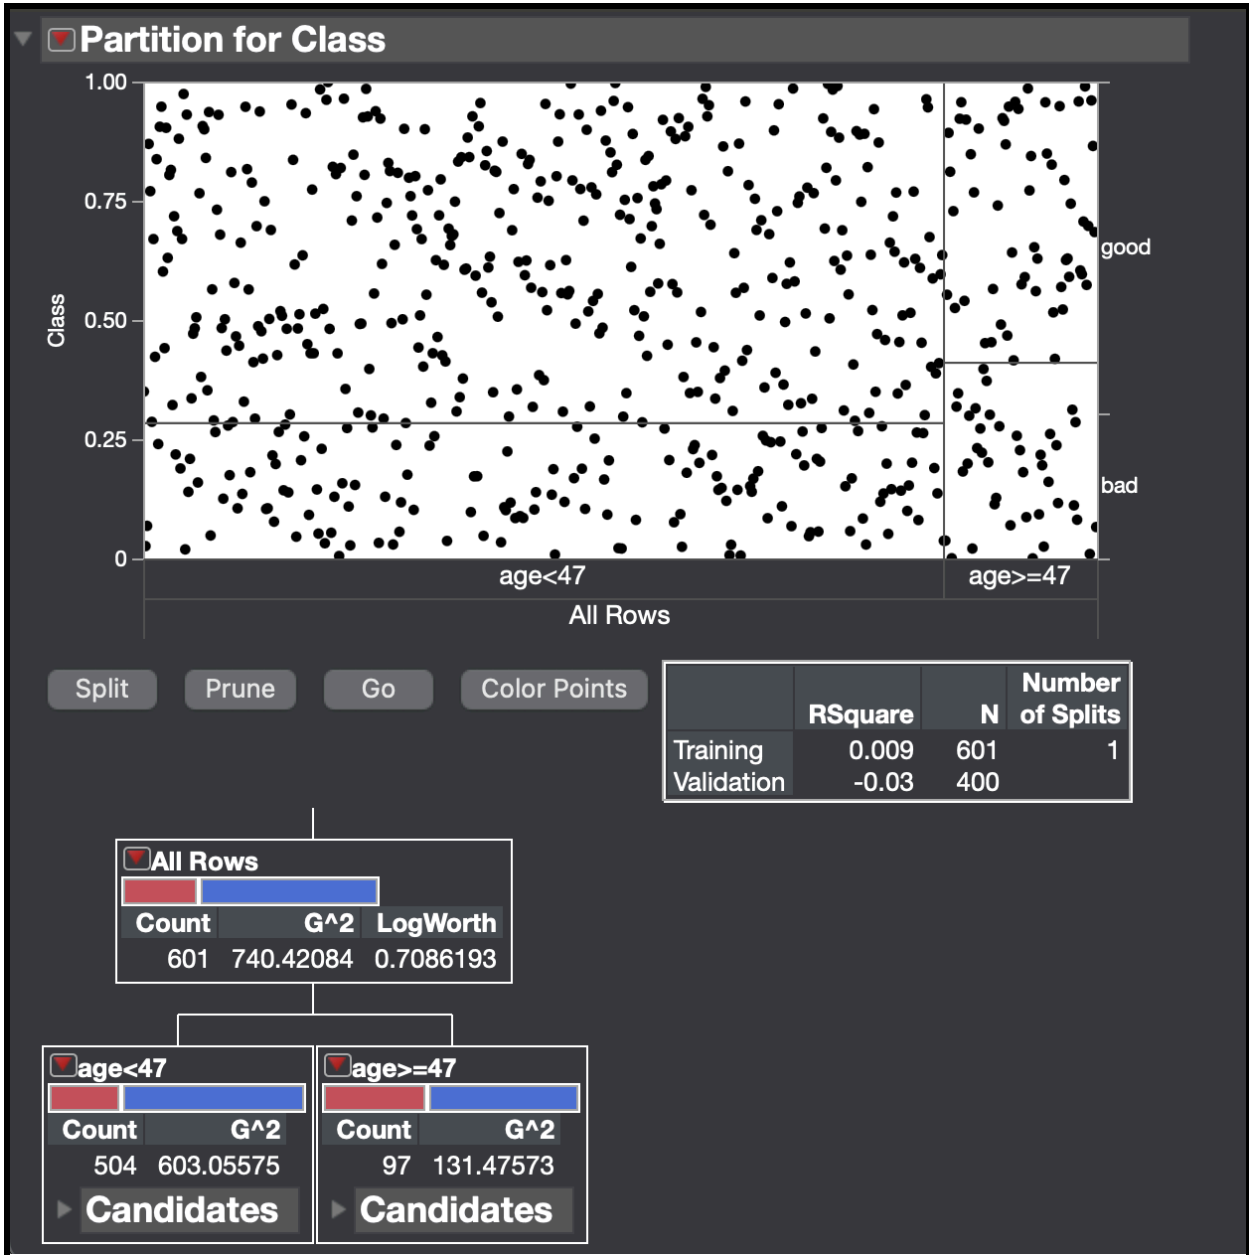 Partition for Class
1.00
0.75
0.50
0.25
0
Class
good
bad
age<47 age>=47
All Rows
Split Prune Go Color Points
Number
RSquare N of Splits
Training 0.009 601 1
Validation -0.03 400
All Rows
Count G^2 LogWorth
601 740.42084 0.7086193
age<47 age>=47
Count G^2 Count G^2
504 603.05575 97 131.47573
Candidates Candidates